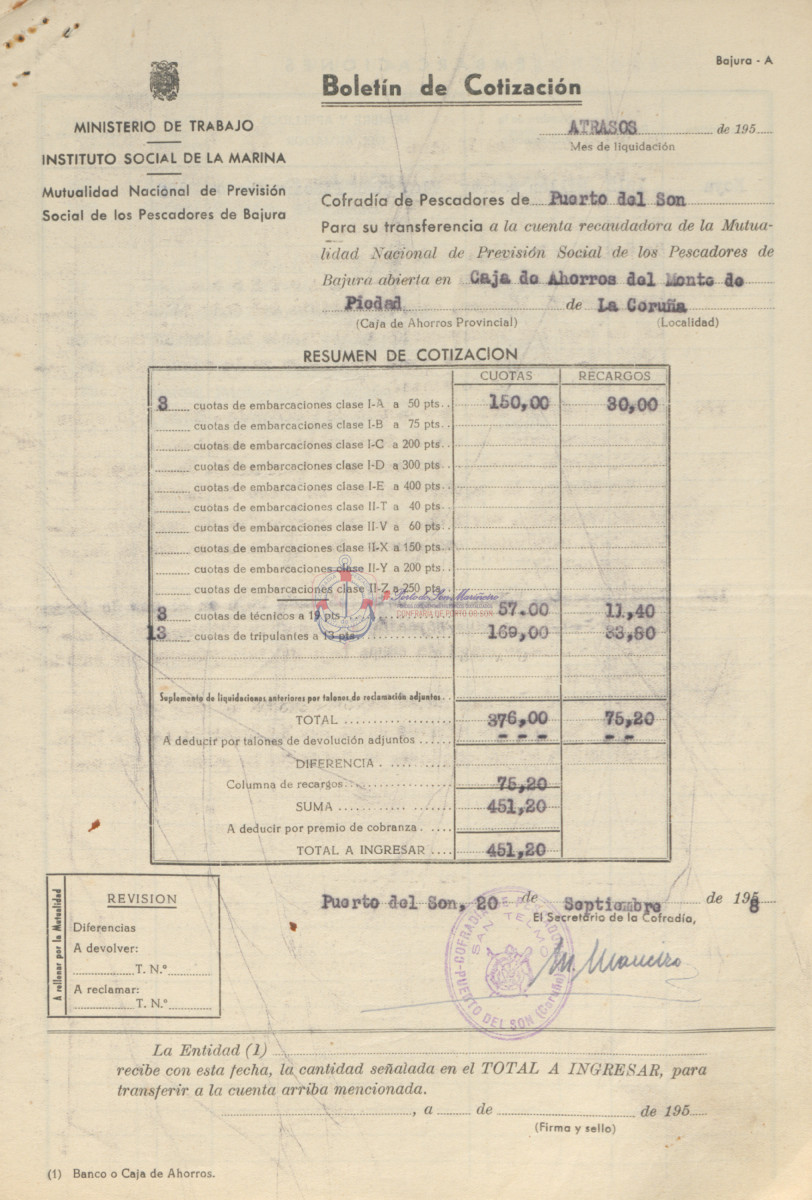 Bajura - A
Boletín de Cotización
MINISTERIO DE TRABAJO
INSTITUTO SOCIAL DE LA MARINA
Mutualidad Nacional de Previsión
Social de los Pescadores de Bajura
ATRASOS de 195
Mes de liquidación
Cofradía de Pescadores de Puerto del Son
Para su transferencia a la cuenta recaudadora de la Mutua-
lidad Nacional de Previsión Social de los Pescadores de
Bajura abierta en Caja de Ahorros del Monte de
Piedad de La Coruña
(Caja de Ahorros Provincial) (Localidad)
RESUMEN DE COTIZACION
CUOTAS RECARGOS
3 cuotas de embarcaciones clase I-A a 50 pts. 150,00 30,00
cuotas de embarcaciones clase I-B a 75 pts.
cuotas de embarcaciones clase I-C a 200 pts.
cuotas de embarcaciones clase I-D a 300 pts.
cuotas de embarcaciones clase I-E a 400 pts.
cuotas de embarcaciones clase II-T a 40 pts.
cuotas de embarcaciones clase II-V a 60 pts.
cuotas de embarcaciones clase II-X a 150 pts.
cuotas de embarcaciones clase II-Y a 200 pts.
cuotas de embarcaciones clase II-Z a 250 pts.
3 cuotas de técnicos a 19 pts. 57.00 11,40
13 cuotas de tripulantes a 13 pts. 169,00 33,80
Suplemento de liquidaciones anteriores por talones de reclamación adjuntos
TOTAL 376,00 75,20
A deducir por talones de devolución adjuntos - - - - -
DIFERENCIA
Columna de recargos 75,20
SUMA 451,20
A deducir por premio de cobranza
TOTAL A INGRESAR 451,20
A rellenar por la Mutualidad
REVISION
Diferencias
A devolver:
T. N.º
A reclamar:
T. N.º
Puerto del Son, 20 de Septiembre de 1958
El Secretario de la Cofradía,
M. Maneiro
COFRADIA DE PESCADORES
SAN TELMO
PUERTO DEL SON (Coruña)
La Entidad (1)
recibe con esta fecha, la cantidad señalada en el TOTAL A INGRESAR, para
transferir a la cuenta arriba mencionada.
, a de de 195
(Firma y sello)
(1) Banco o Caja de Ahorros.